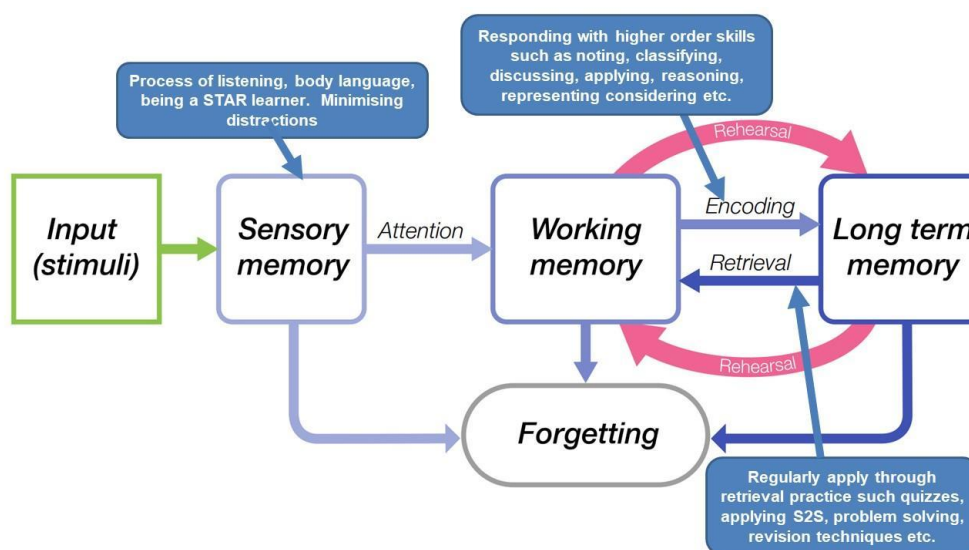 Process of listening, body language,
being a STAR learner.  Minimising
distractions
Responding with higher order skills
such as noting, classifying,
discussing, applying, reasoning,
representing considering etc.
Rehearsal
Input
(stimuli)
Sensory
memory
Attention
Working
memory
Encoding
Retrieval
Long term
memory
Rehearsal
Forgetting
Regularly apply through
retrieval practice such quizzes,
applying S2S, problem solving,
revision techniques etc.